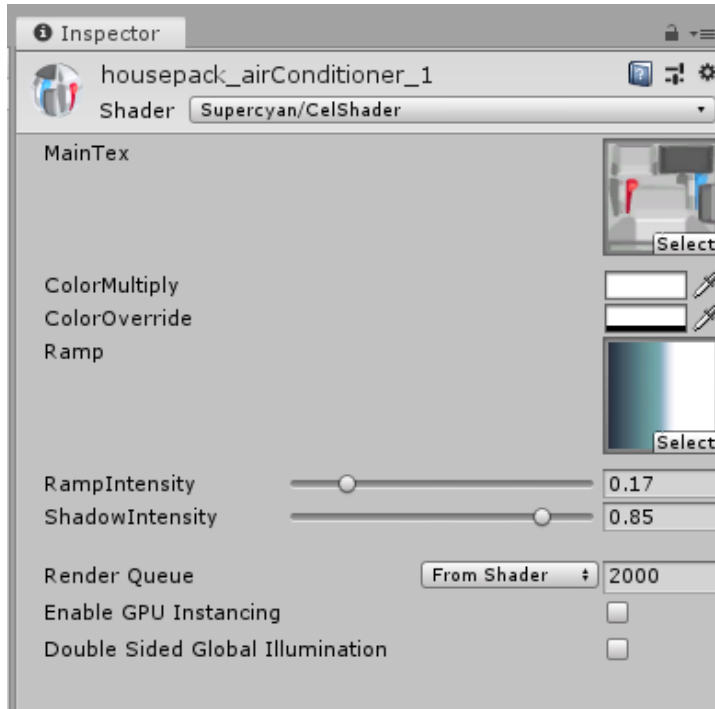 Inspector
housepack_airConditioner_1
Shader Supercyan/CelShader
MainTex
Select
ColorMultiply
ColorOverride
Ramp
Select
RampIntensity 0.17
ShadowIntensity 0.85
Render Queue From Shader 2000
Enable GPU Instancing
Double Sided Global Illumination